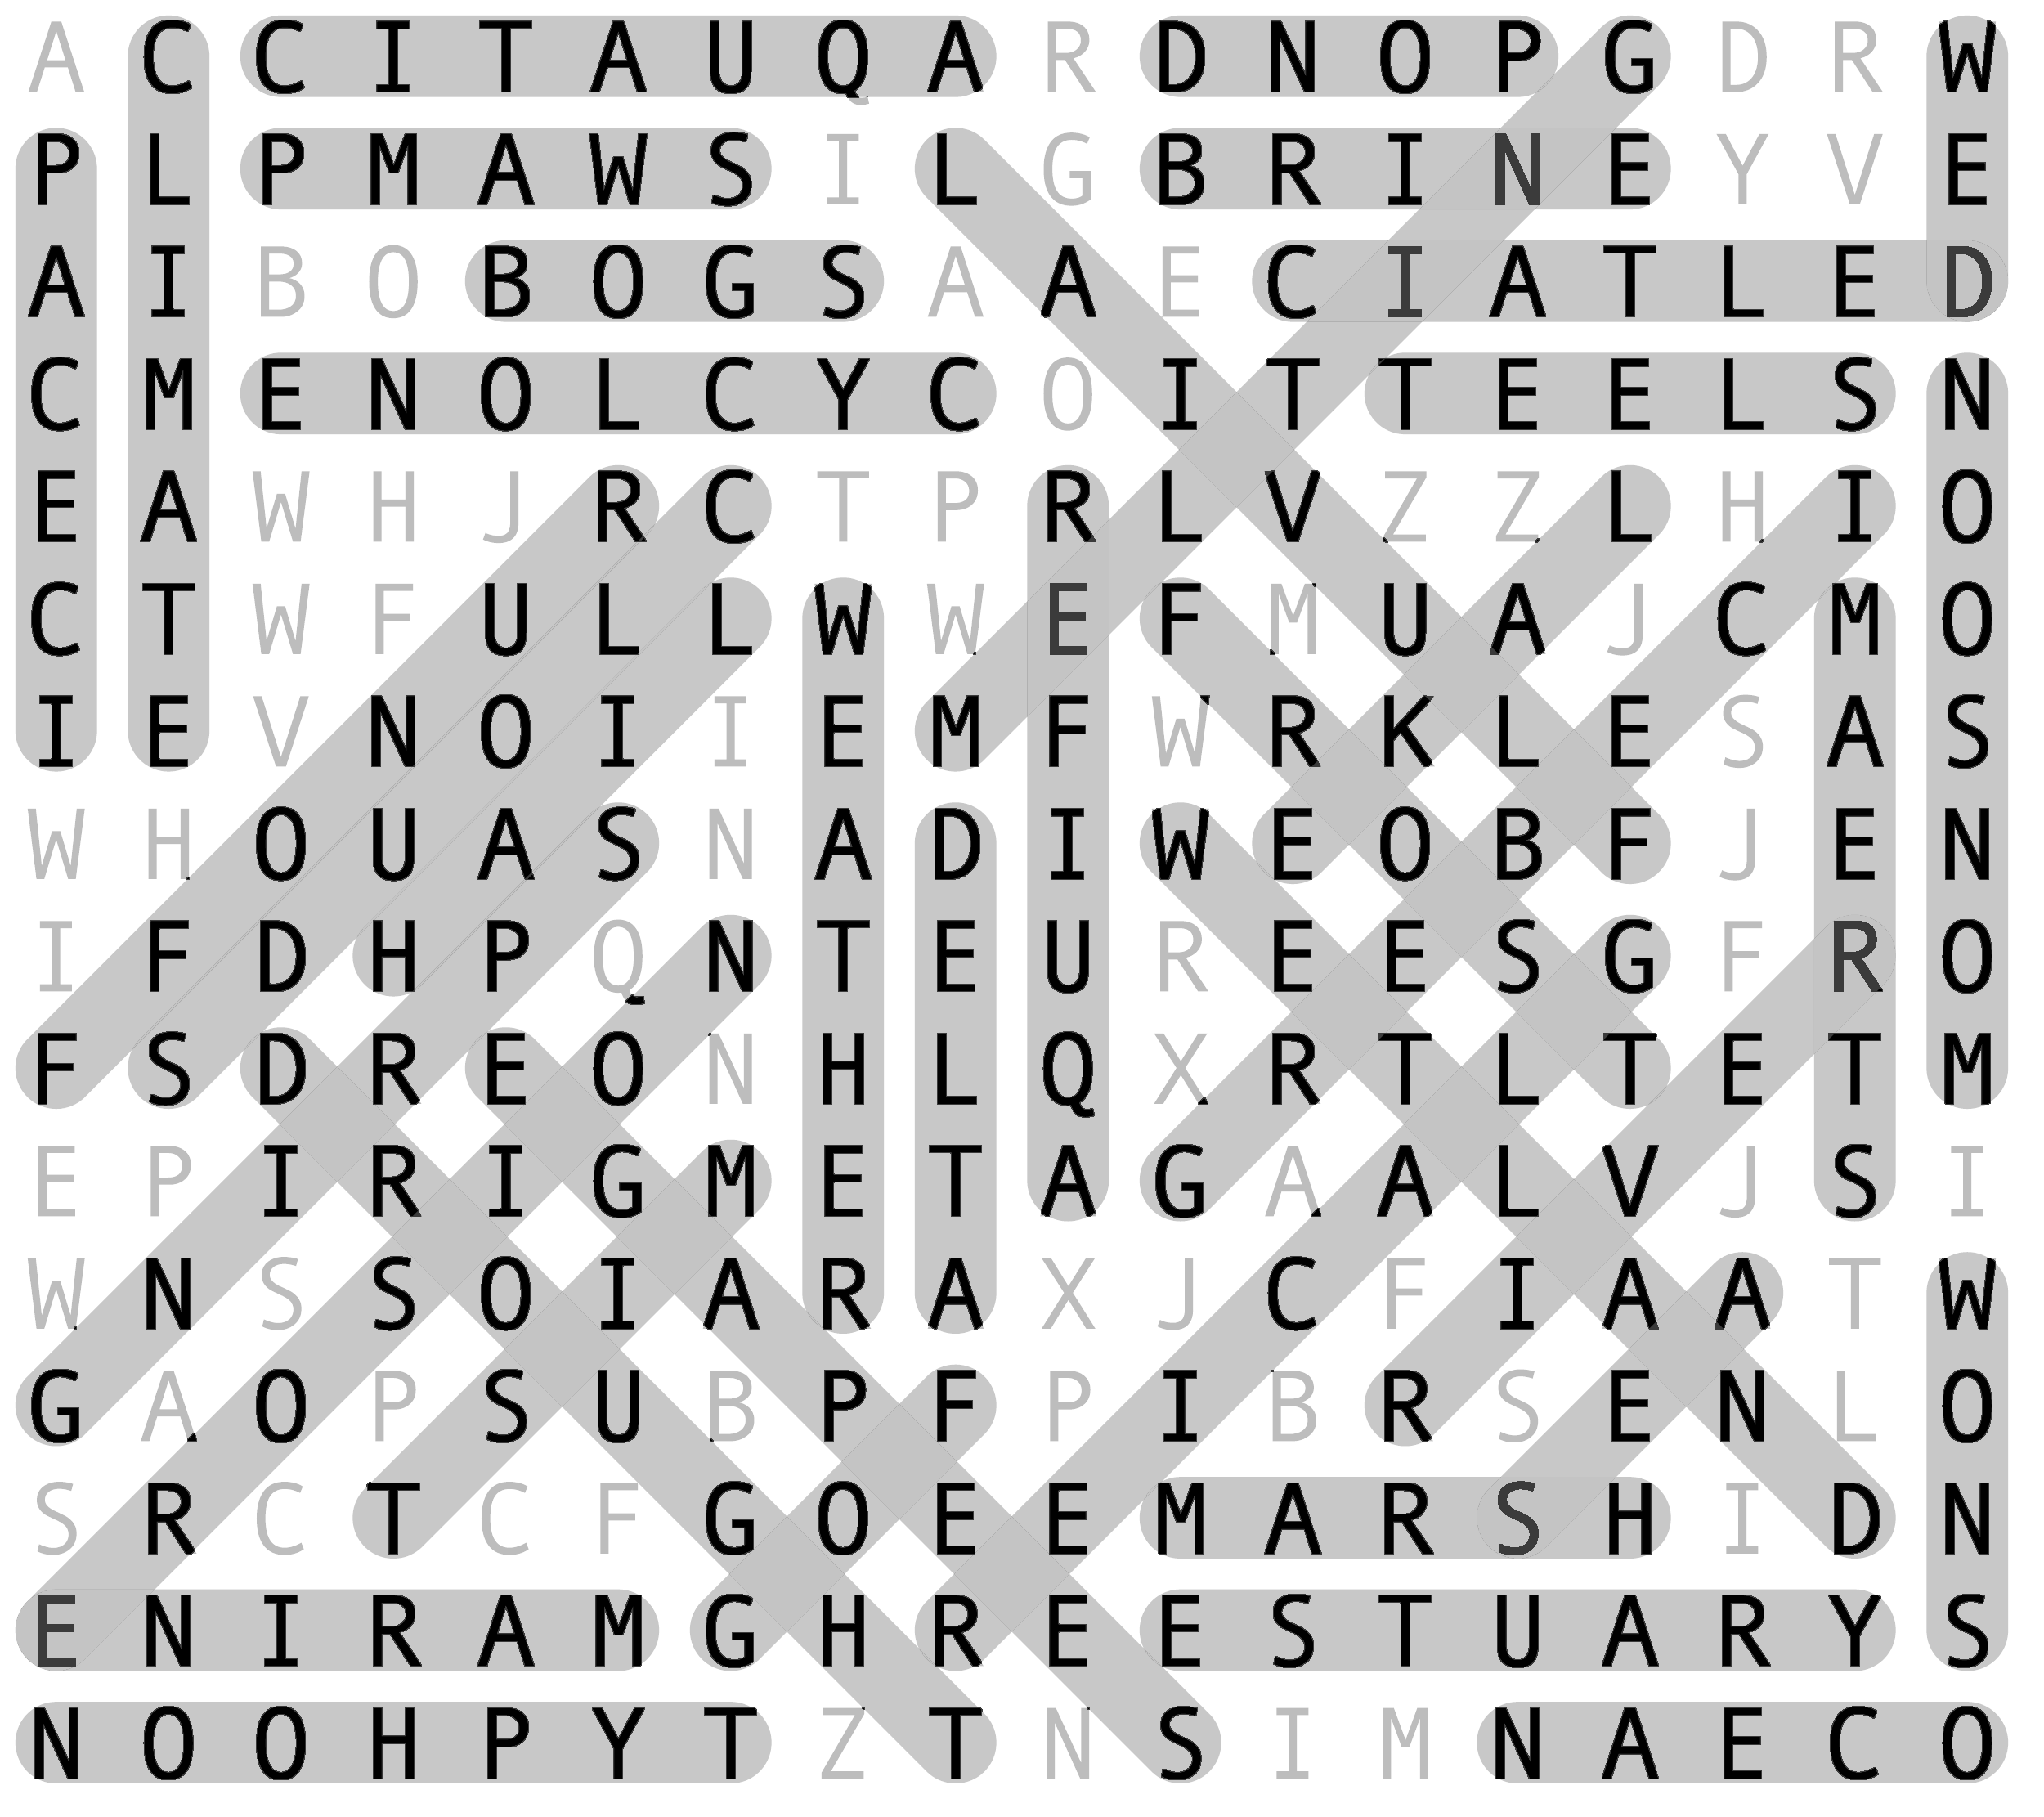 A C C I T A U Q A R D N O P G D R W
P L P M A W S I L G B R I N E Y V E
A I B O B O G S A A E C I A T L E D
C M E N O L C Y C O I T T E E L S N
E A W H J R C T P R L V Z Z L H I O
C T W F U L L W W E F M U A J C M O
I E V N O I I E M F W R K L E S A S
W H O U A S N A D I W E O B F J E N
I F D H P Q N T E U R E E S G F R O
F S D R E O N H L Q X R T L T E T M
E P I R I G M E T A G A A L V J S I
W N S S O I A R A X J C F I A A T W
G A O P S U B P F P I B R S E N L O
S R C T C F G O E E M A R S H I D N
E N I R A M G H R E E S T U A R Y S
N O O H P Y T Z T N S I M N A E C O